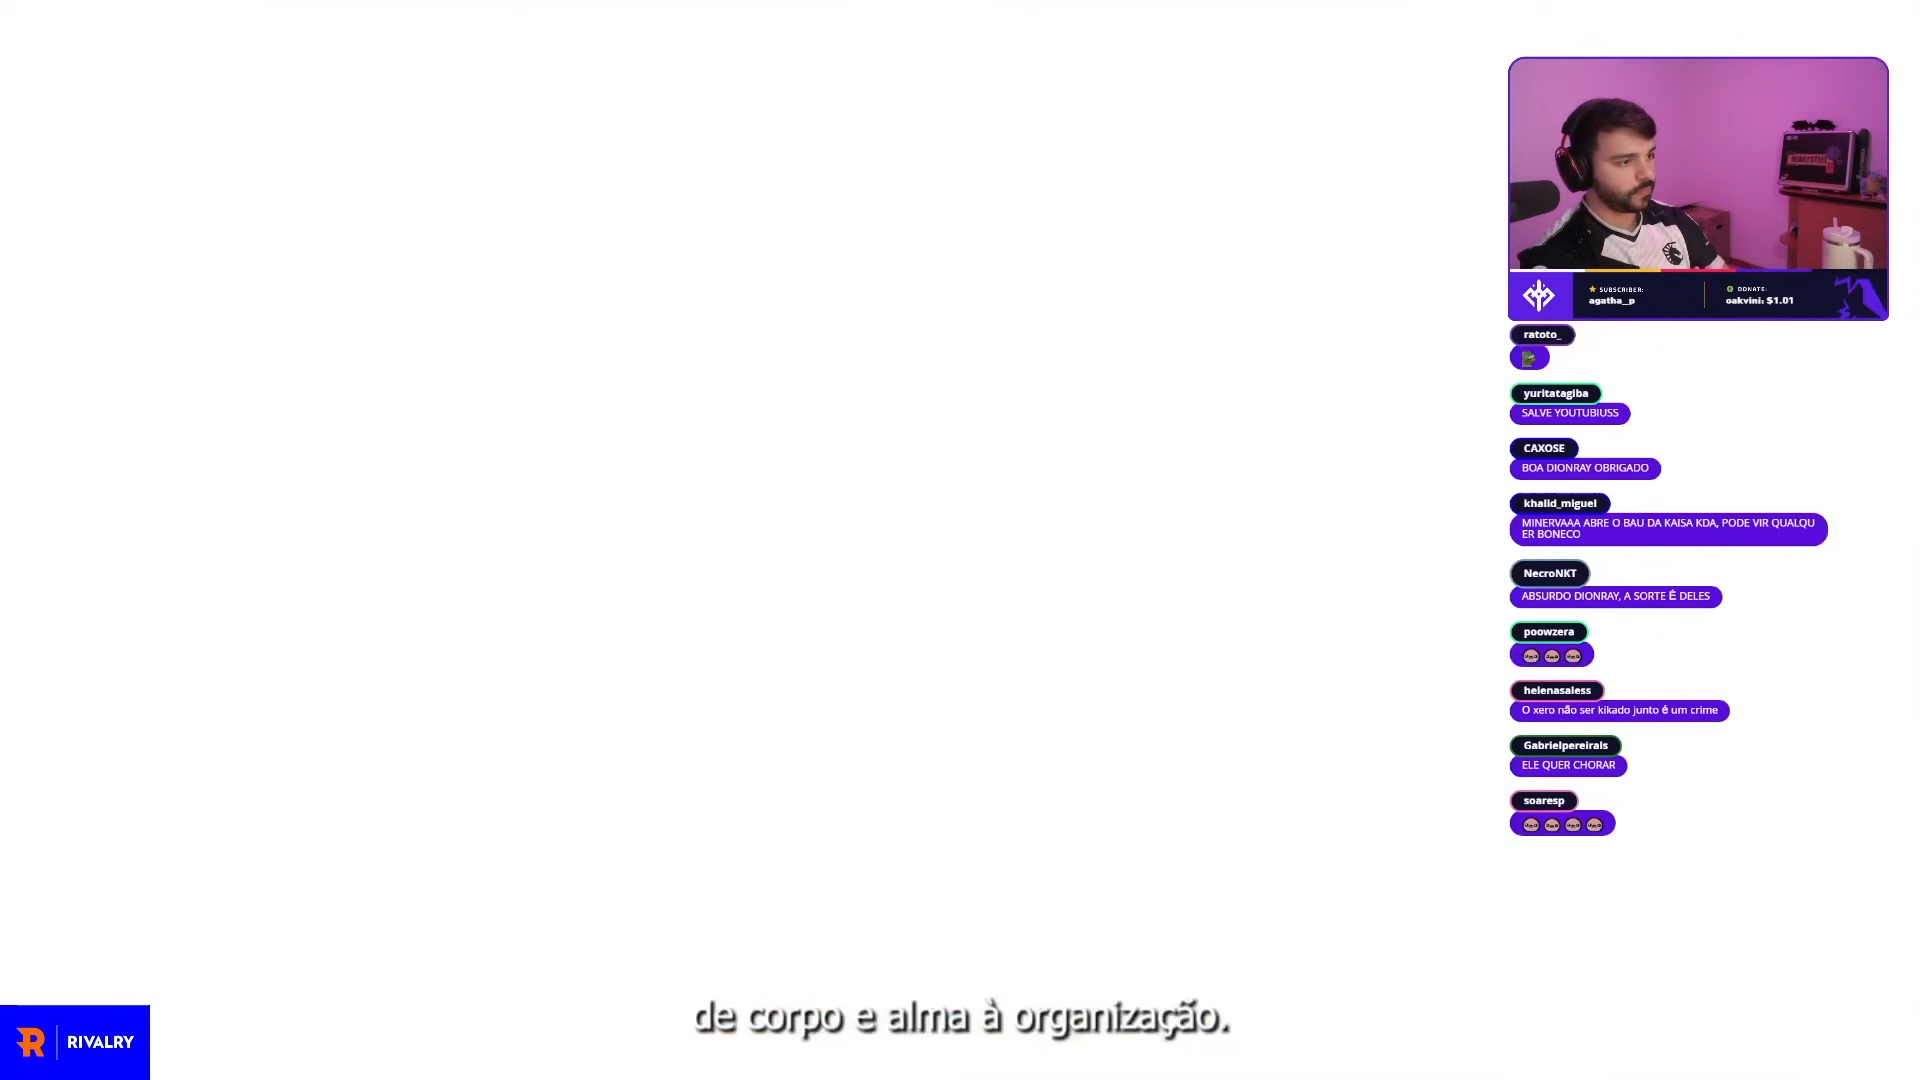 HEARTSTEEL
SUBSCRIBER:
agatha_p
DONATE:
oakvini: $1.01
ratoto_
yuritatagiba
SALVE YOUTUBIUSS
CAXOSE
BOA DIONRAY OBRIGADO
khalid_miguel
MINERVAAA ABRE O BAU DA KAISA KDA, PODE VIR QUALQU
ER BONECO
NecroNKT
ABSURDO DIONRAY, A SORTE É DELES
poowzera
helenasaless
O xero não ser kikado junto é um crime
Gabrielpereirals
ELE QUER CHORAR
soaresp
de corpo e alma à organização.
R RIVALRY